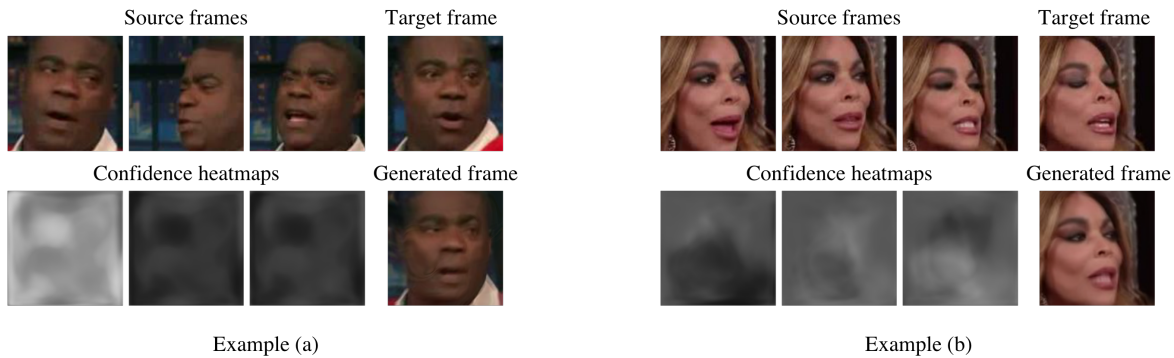 Source frames
Target frame
Confidence heatmaps
Generated frame
Example (a)
Source frames
Target frame
Confidence heatmaps
Generated frame
Example (b)